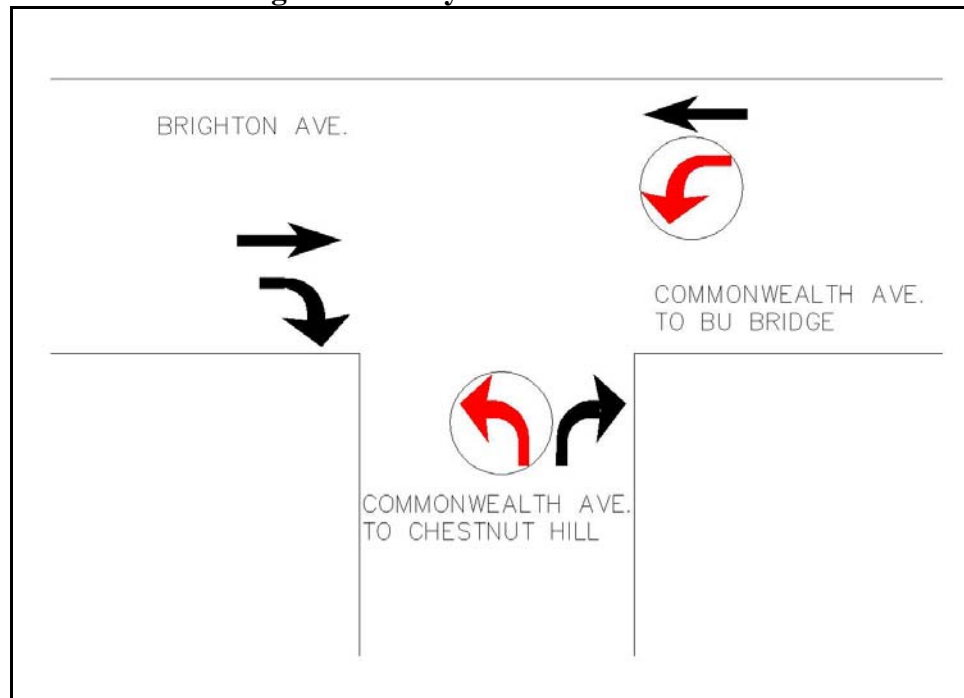 BRIGHTON AVE.
COMMONWEALTH AVE.
TO BU BRIDGE
COMMONWEALTH AVE.
TO CHESTNUT HILL